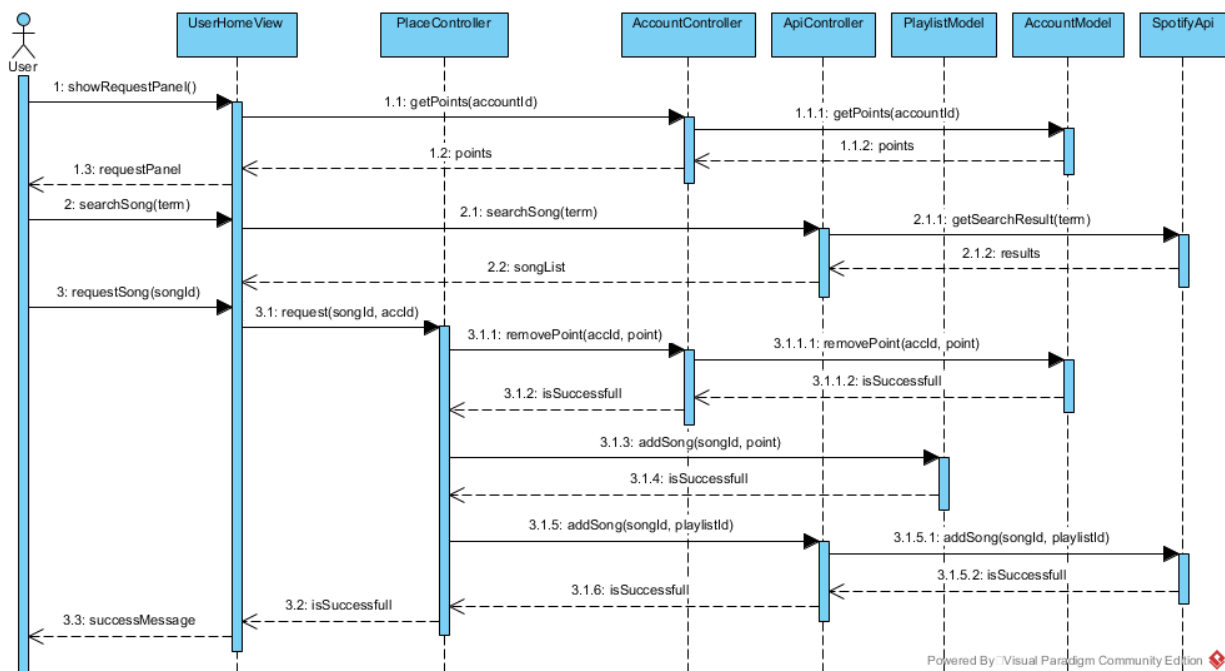 UserHomeView
PlaceController
AccountController
ApiController
PlaylistModel
AccountModel
SpotifyApi
User
1: showRequestPanel()
1.1: getPoints(accountId)
1.1.1: getPoints(accountId)
1.1.2: points
1.2: points
1.3: requestPanel
2: searchSong(term)
2.1: searchSong(term)
2.1.1: getSearchResult(term)
2.1.2: results
2.2: songList
3: requestSong(songId)
3.1: request(songId, accId)
3.1.1: removePoint(accId, point)
3.1.1.1: removePoint(accId, point)
3.1.1.2: isSuccessfull
3.1.2: isSuccessfull
3.1.3: addSong(songId, point)
3.1.4: isSuccessfull
3.1.5: addSong(songId, playlistId)
3.1.5.1: addSong(songId, playlistId)
3.1.5.2: isSuccessfull
3.1.6: isSuccessfull
3.2: isSuccessfull
3.3: successMessage
Powered By Visual Paradigm Community Edition